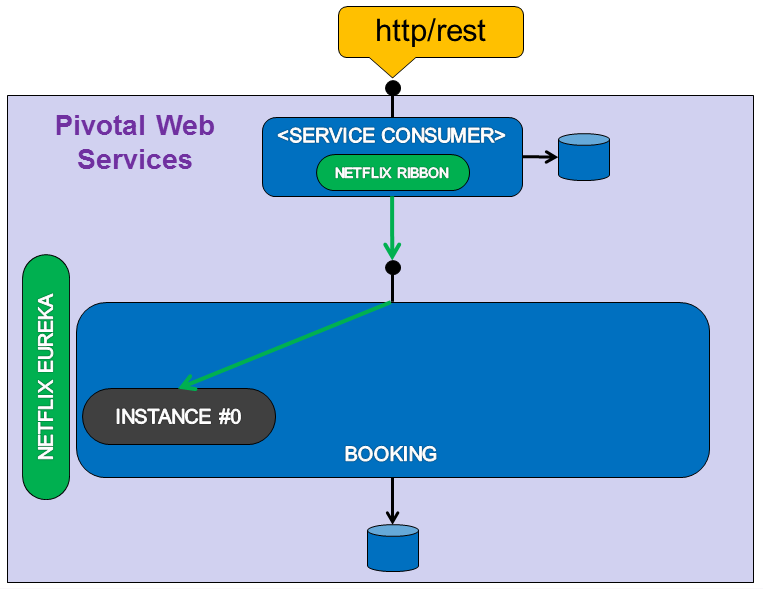 http/rest
Pivotal Web
Services
<SERVICE CONSUMER>
NETFLIX RIBBON
NETFLIX EUREKA
INSTANCE #0
BOOKING